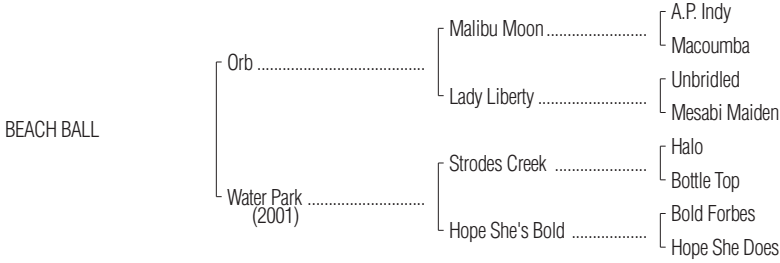 A.P. Indy
Malibu Moon
Macoumba
Orb
Unbridled
Lady Liberty
Mesabi Maiden
BEACH BALL
Halo
Strodes Creek
Bottle Top
Water Park
(2001)
Bold Forbes
Hope She's Bold
Hope She Does